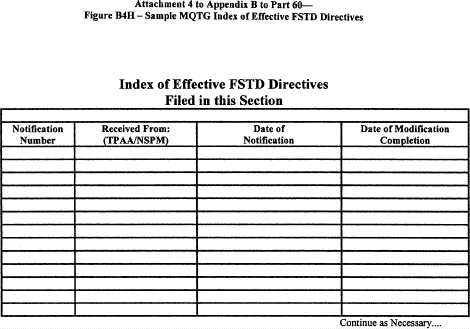 Attachment 4 to Appendix B to Part 60—
Figure B4H – Sample MQTG Index of Effective FSTD Directives
Index of Effective FSTD Directives
Filed in this Section
Notification Number
Received From: (TPAA/NSPM)
Date of Notification
Date of Modification Completion
Continue as Necessary....